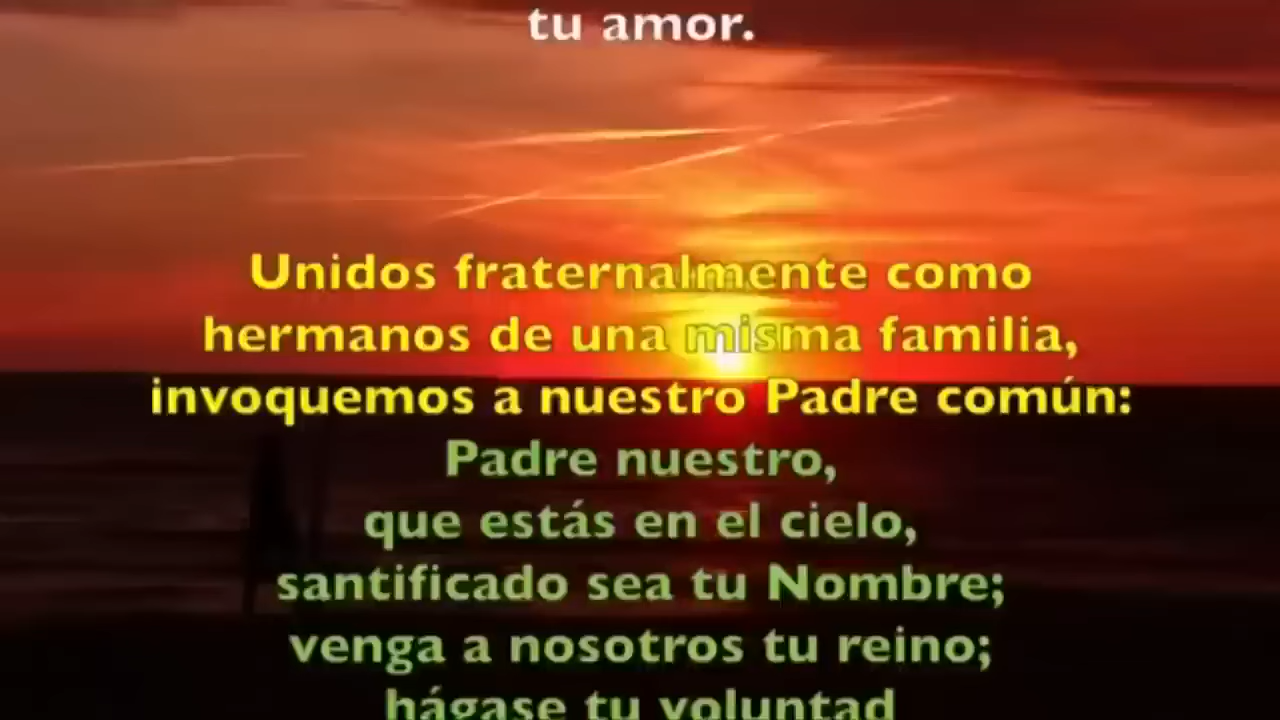 tu amor.
Unidos fraternalmente como
hermanos de una misma familia,
invoquemos a nuestro Padre común:
Padre nuestro,
que estás en el cielo,
santificado sea tu Nombre;
venga a nosotros tu reino;
hágase tu voluntad